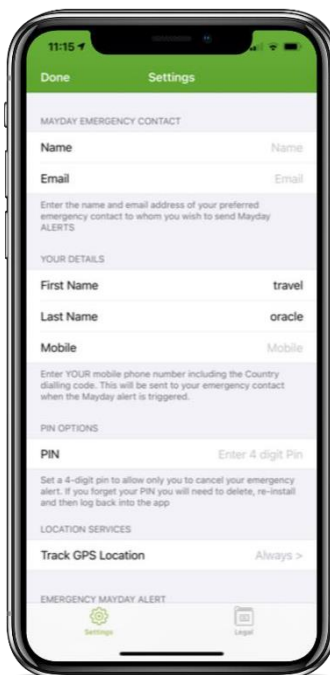 11:15
Done Settings
MAYDAY EMERGENCY CONTACT
Name Name
Email Email
Enter the name and email address of your preferred
emergency contact to whom you wish to send Mayday
ALERTS
YOUR DETAILS
First Name travel
Last Name oracle
Mobile Mobile
Enter YOUR mobile phone number including the Country
dialling code. This will be sent to your emergency contact
when the Mayday alert is triggered.
PIN OPTIONS
PIN Enter 4 digit Pin
Set a 4-digit pin to allow only you to cancel your emergency
alert. If you forget your PIN you will need to delete, re-install
and then log back into the app
LOCATION SERVICES
Track GPS Location Always >
EMERGENCY MAYDAY ALERT
Settings Legal